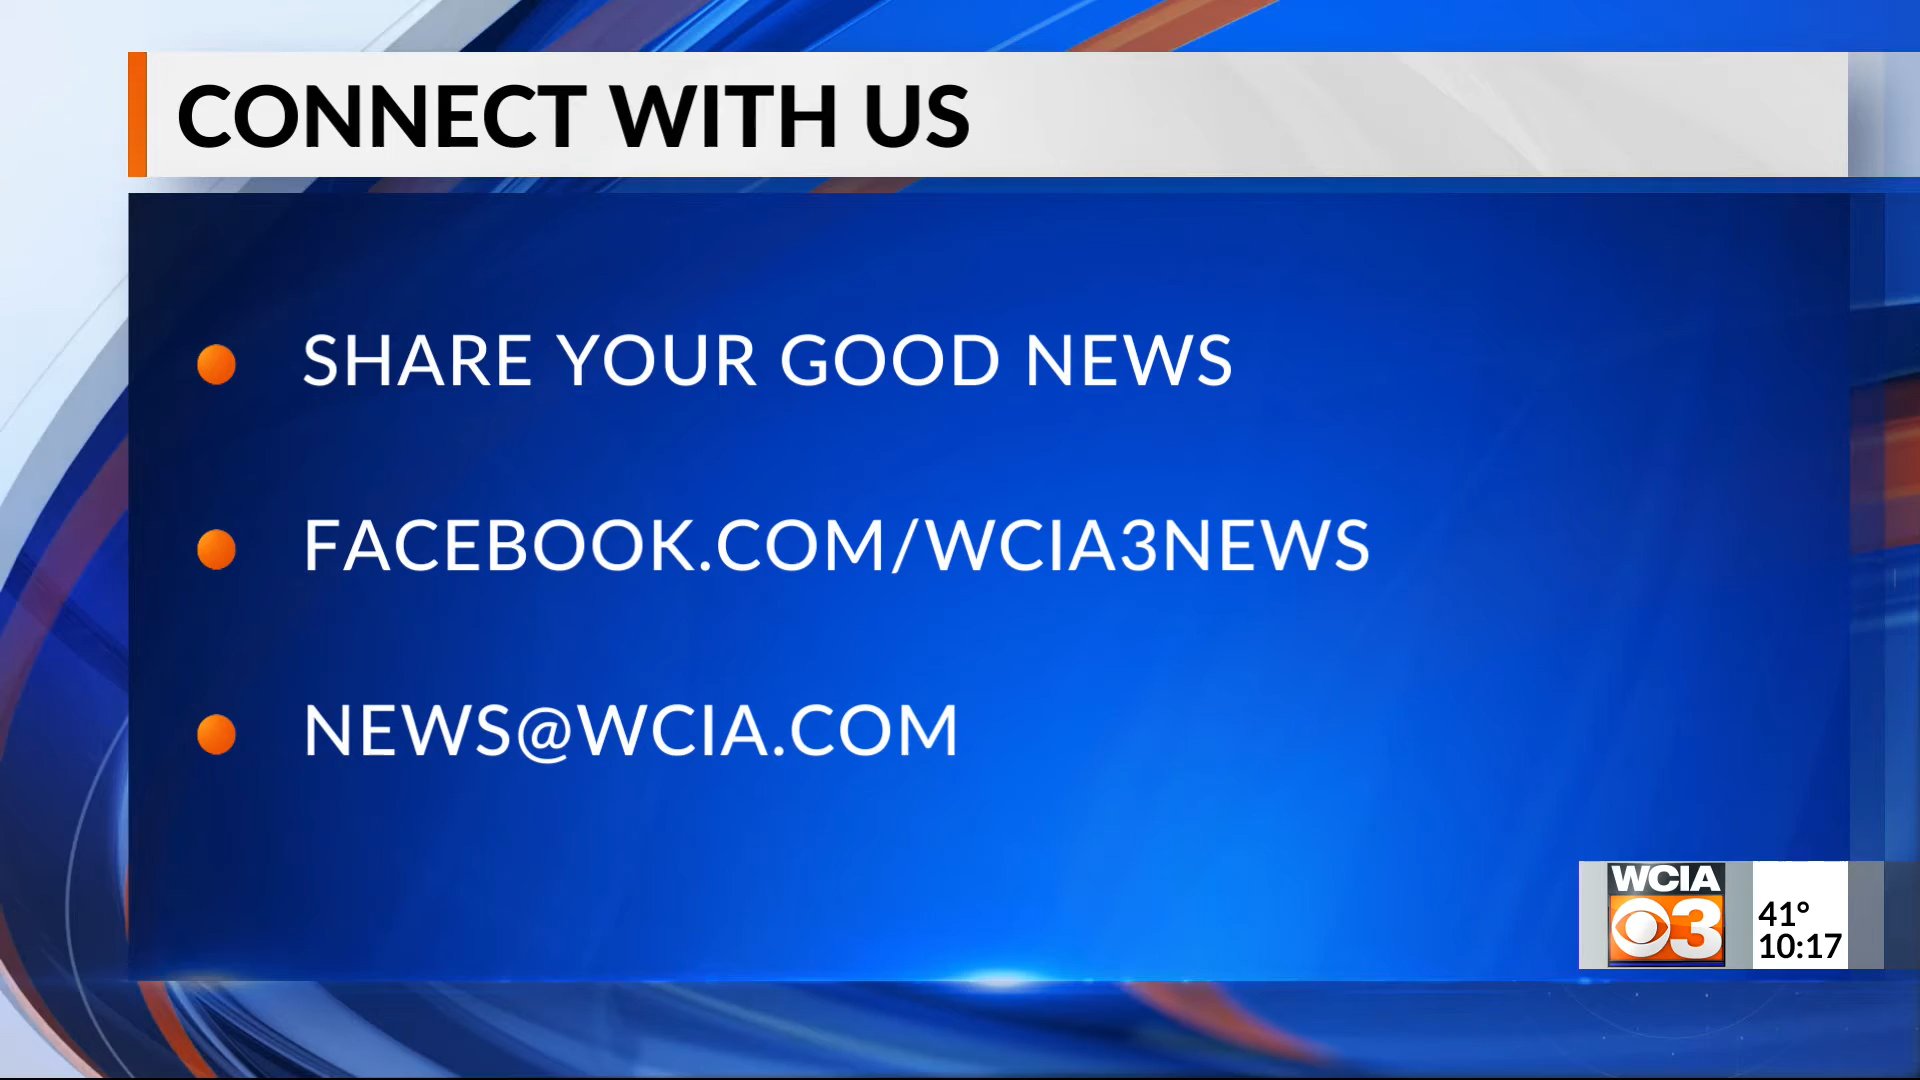 CONNECT WITH US
SHARE YOUR GOOD NEWS
FACEBOOK.COM/WCIA3NEWS
NEWS@WCIA.COM
WCIA
3
41°
10:17